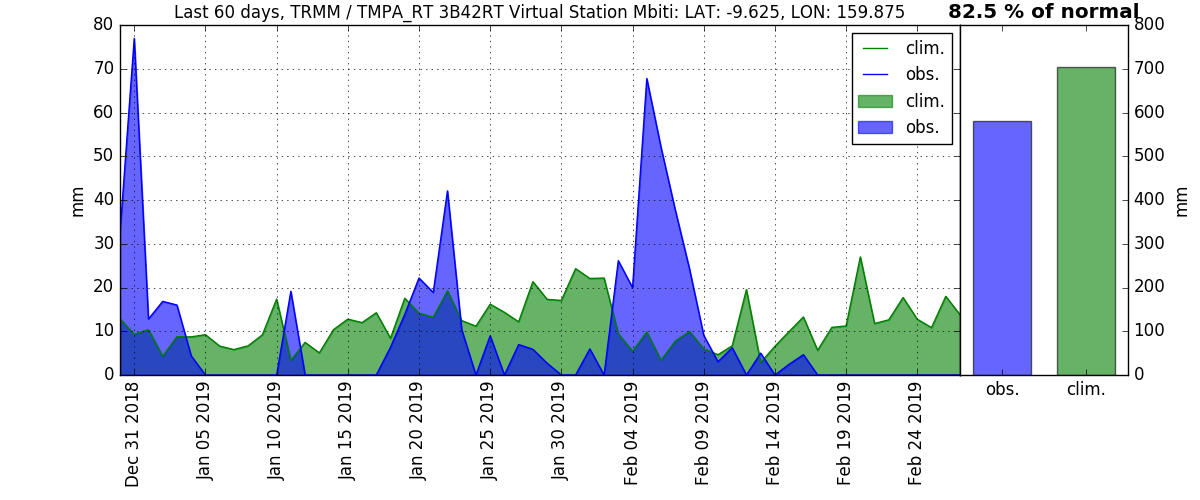 Last 60 days, TRMM / TMPA_RT 3B42RT Virtual Station Mbiti: LAT: -9.625, LON: 159.875
82.5 % of normal
80
70
60
50
40
30
20
10
0
mm
clim.
obs.
clim.
obs.
Dec 31 2018
Jan 05 2019
Jan 10 2019
Jan 15 2019
Jan 20 2019
Jan 25 2019
Jan 30 2019
Feb 04 2019
Feb 09 2019
Feb 14 2019
Feb 19 2019
Feb 24 2019
800
700
600
500
400
300
200
100
0
mm
obs.
clim.